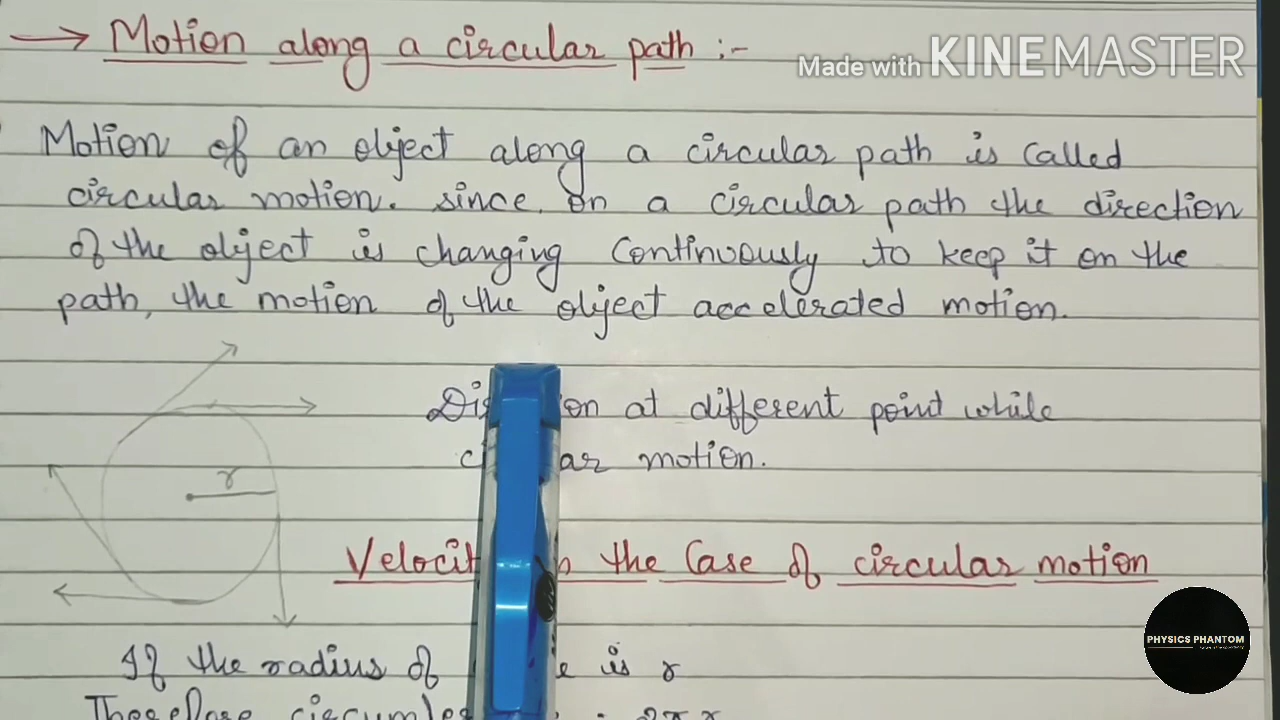 → Motion along a circular path :-
Made with KINEMASTER
Motion of an object along a circular path is called
circular motion. since on a circular path the direction
of the object is changing continuously to keep it on the
path, the motion of the object accelerated motion.
at different point while
motion.
r
the Case of circular motion
PHYSICS PHANTOM
If the radius of is r
Therefore